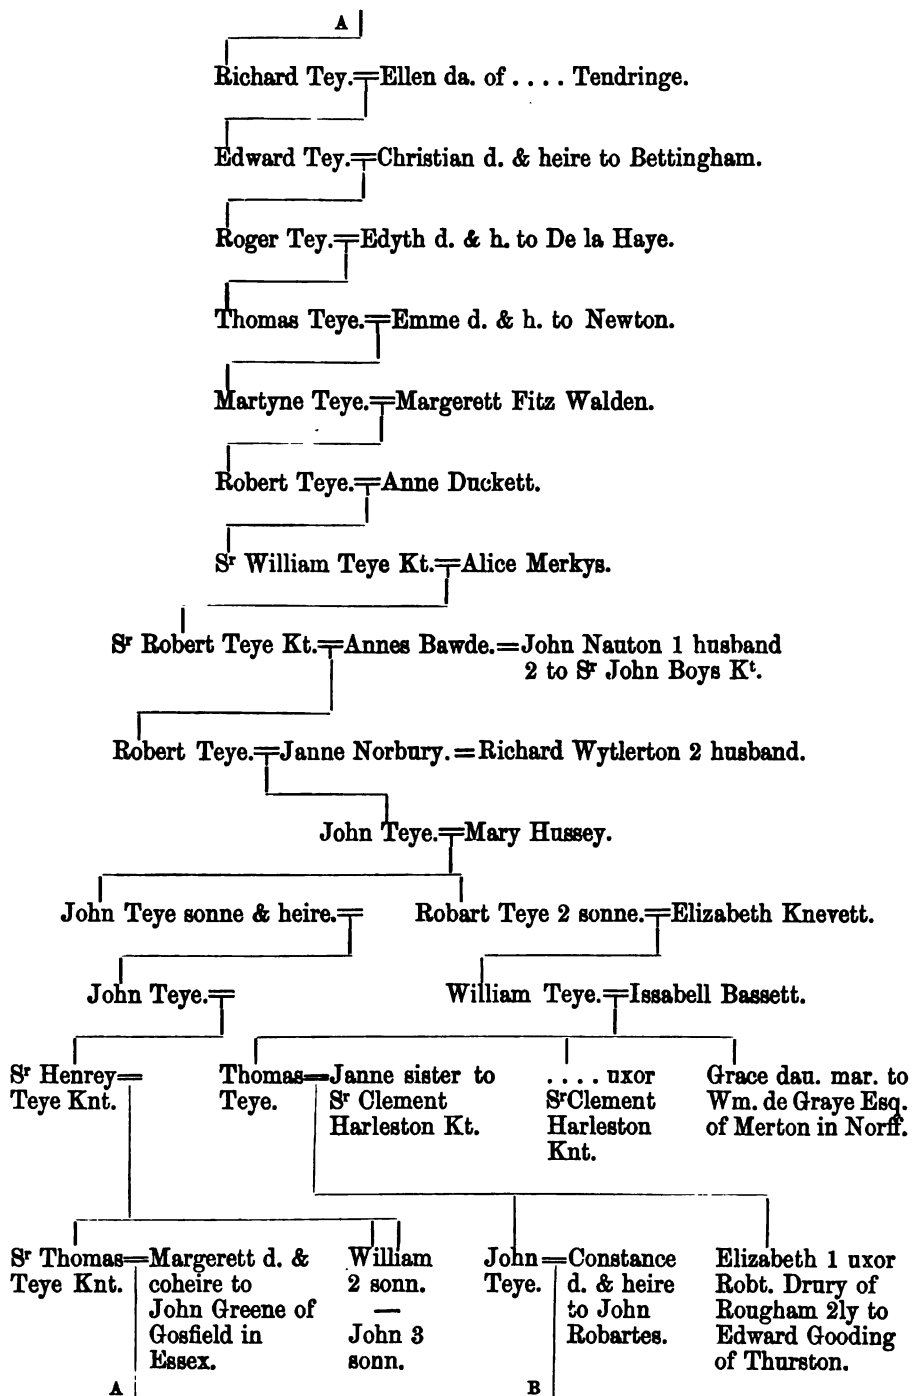 A
Richard Tey.=Ellen da. of . . . . Tendringe.
Edward Tey.=Christian d. & heire to Bettingham.
Roger Tey.=Edyth d. & h. to De la Haye.
Thomas Teye.=Emme d. & h. to Newton.
Martyne Teye.=Margerett Fitz Walden.
Robert Teye.=Anne Duckett.
Sʳ William Teye Kt.=Alice Merkys.
Sʳ Robert Teye Kt.=Annes Bawde.=John Nauton 1 husband
2 to Sʳ John Boys Kᵗ.
Robert Teye.=Janne Norbury.=Richard Wytlerton 2 husband.
John Teye.=Mary Hussey.
John Teye sonne & heire.=
Robart Teye 2 sonne.=Elizabeth Knevett.
John Teye.=
William Teye.=Issabell Bassett.
Sʳ Henrey=
Teye Knt.
Thomas=Janne sister to
Teye. Sʳ Clement
Harleston Kt.
. . . . uxor
SʳClement
Harleston
Knt.
Grace dau. mar. to
Wm. de Graye Esq.
of Merton in Norff.
Sʳ Thomas=Margerett d. &
Teye Knt. coheire to
John Greene of
Gosfield in
Essex.
William
2 sonn.
—
John 3
sonn.
John=Constance
Teye. d. & heire
to John
Robartes.
Elizabeth 1 uxor
Robt. Drury of
Rougham 2ly to
Edward Gooding
of Thurston.
A
B